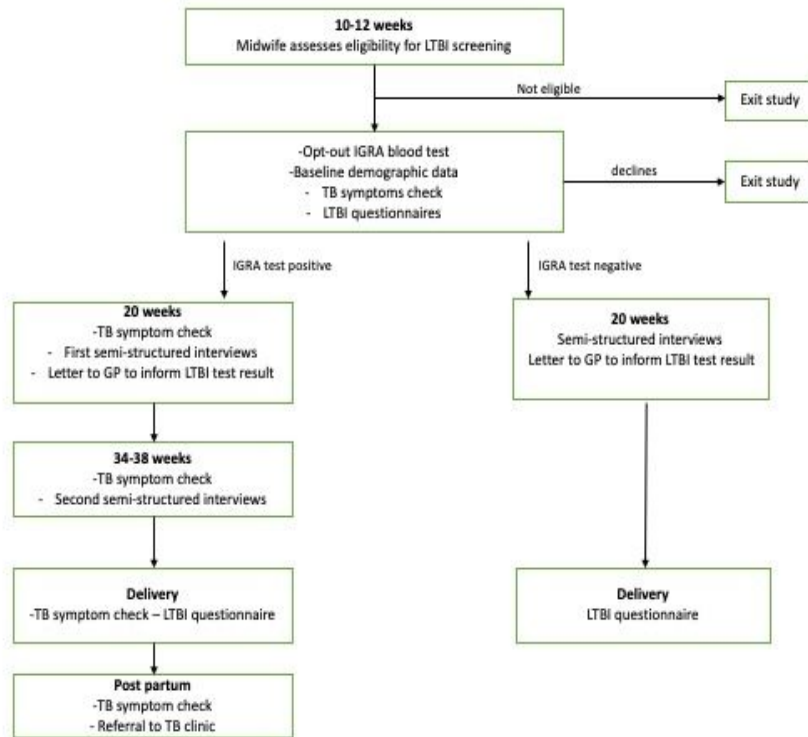 10-12 weeks
Midwife assesses eligibility for LTBI screening
Not eligible
Exit study
-Opt-out IGRA blood test
-Baseline demographic data
- TB symptoms check
- LTBI questionnaires
declines
Exit study
IGRA test positive
IGRA test negative
20 weeks
-TB symptom check
- First semi-structured interviews
- Letter to GP to inform LTBI test result
20 weeks
Semi-structured interviews
Letter to GP to inform LTBI test result
34-38 weeks
-TB symptom check
- Second semi-structured interviews
Delivery
-TB symptom check – LTBI questionnaire
Delivery
LTBI questionnaire
Post partum
-TB symptom check
- Referral to TB clinic